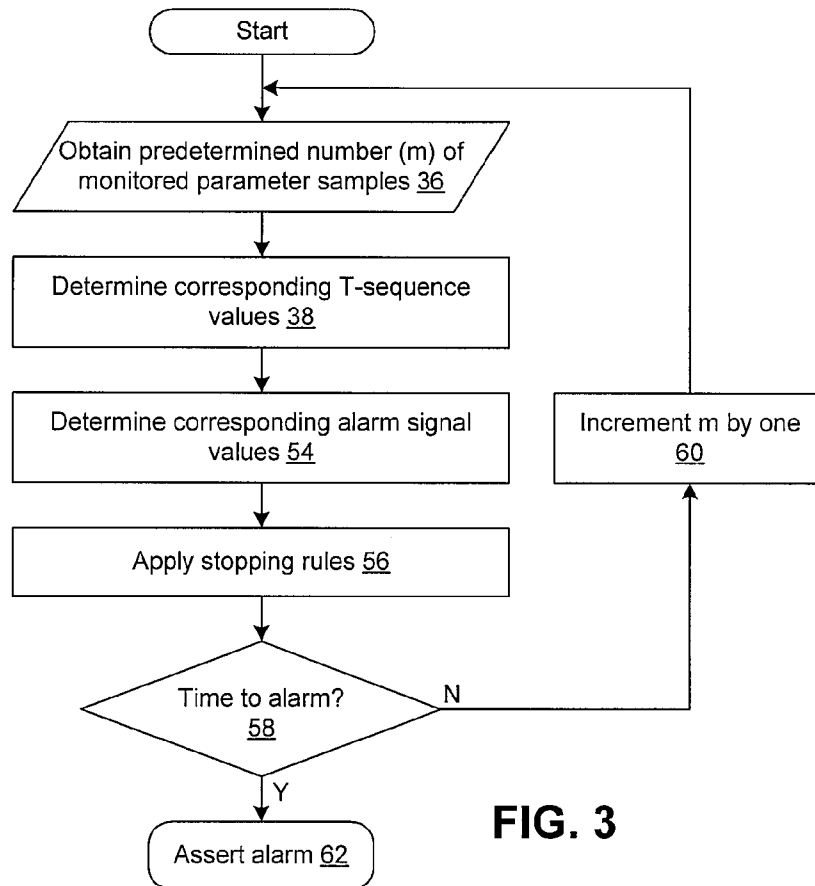 Start
Obtain predetermined number (m) of
monitored parameter samples 36
Determine corresponding T-sequence
values 38
Determine corresponding alarm signal
values 54
Increment m by one
60
Apply stopping rules 56
Time to alarm?
58
N
Y
Assert alarm 62
FIG. 3